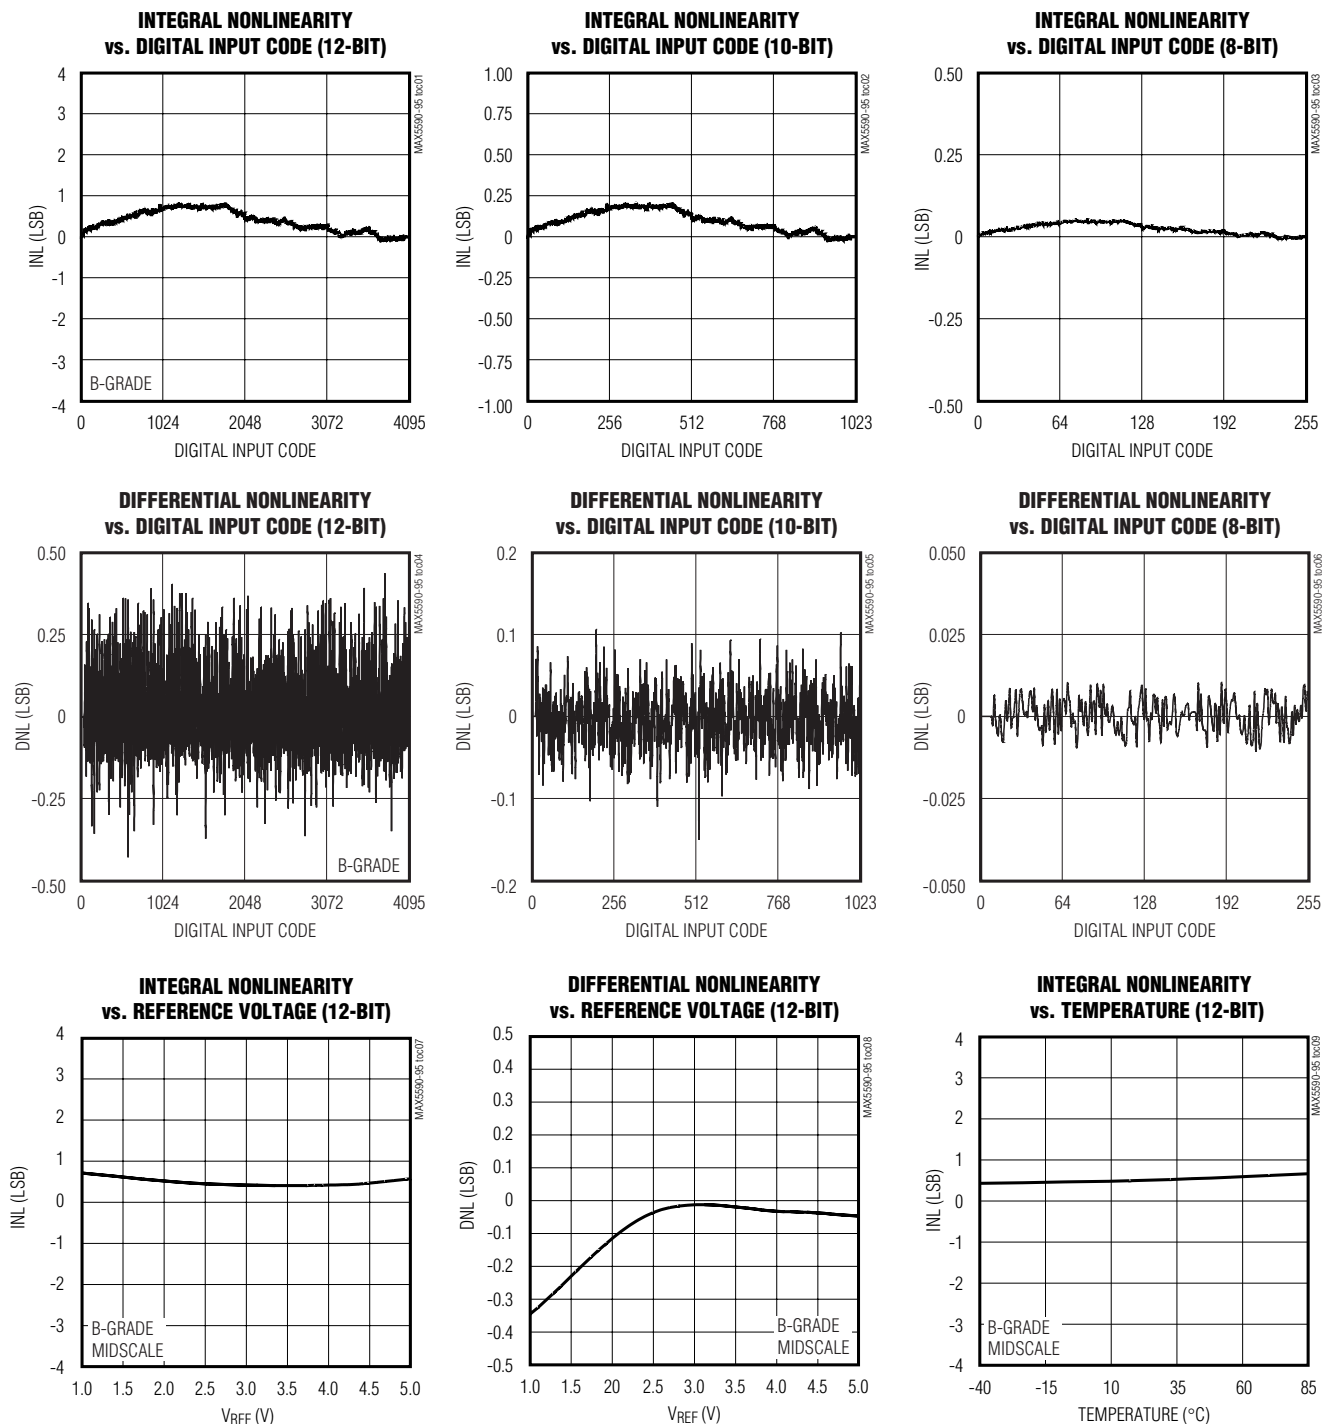 INTEGRAL NONLINEARITY
vs. DIGITAL INPUT CODE (12-BIT)
MAX5590-95 toc01
4
3
2
1
0
-1
-2
-3
-4
INL (LSB)
B-GRADE
0 1024 2048 3072 4095
DIGITAL INPUT CODE
INTEGRAL NONLINEARITY
vs. DIGITAL INPUT CODE (10-BIT)
MAX5590-95 toc02
1.00
0.75
0.50
0.25
0
-0.25
-0.50
-0.75
-1.00
INL (LSB)
0 256 512 768 1023
DIGITAL INPUT CODE
INTEGRAL NONLINEARITY
vs. DIGITAL INPUT CODE (8-BIT)
MAX5590-95 toc03
0.50
0.25
0
-0.25
-0.50
INL (LSB)
0 64 128 192 255
DIGITAL INPUT CODE
DIFFERENTIAL NONLINEARITY
vs. DIGITAL INPUT CODE (12-BIT)
MAX5590-95 toc04
0.50
0.25
0
-0.25
-0.50
DNL (LSB)
B-GRADE
0 1024 2048 3072 4095
DIGITAL INPUT CODE
DIFFERENTIAL NONLINEARITY
vs. DIGITAL INPUT CODE (10-BIT)
MAX5590-95 toc05
0.2
0.1
0
-0.1
-0.2
DNL (LSB)
0 256 512 768 1023
DIGITAL INPUT CODE
DIFFERENTIAL NONLINEARITY
vs. DIGITAL INPUT CODE (8-BIT)
MAX5590-95 toc06
0.050
0.025
0
-0.025
-0.050
DNL (LSB)
0 64 128 192 255
DIGITAL INPUT CODE
INTEGRAL NONLINEARITY
vs. REFERENCE VOLTAGE (12-BIT)
MAX5590-95 toc07
4
3
2
1
0
-1
-2
-3
-4
INL (LSB)
B-GRADE
MIDSCALE
1.0 1.5 2.0 2.5 3.0 3.5 4.0 4.5 5.0
VREF (V)
DIFFERENTIAL NONLINEARITY
vs. REFERENCE VOLTAGE (12-BIT)
MAX5590-95 toc08
0.5
0.4
0.3
0.2
0.1
0
-0.1
-0.2
-0.3
-0.4
-0.5
DNL (LSB)
B-GRADE
MIDSCALE
1.0 1.5 2.0 2.5 3.0 3.5 4.0 4.5 5.0
VREF (V)
INTEGRAL NONLINEARITY
vs. TEMPERATURE (12-BIT)
MAX5590-95 toc09
4
3
2
1
0
-1
-2
-3
-4
INL (LSB)
B-GRADE
MIDSCALE
-40 -15 10 35 60 85
TEMPERATURE (°C)